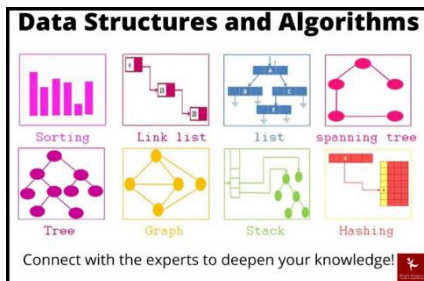 Data Structures and Algorithms
Sorting
Link list
list
spanning tree
Tree
Graph
Stack
Hashing
Connect with the experts to deepen your knowledge!